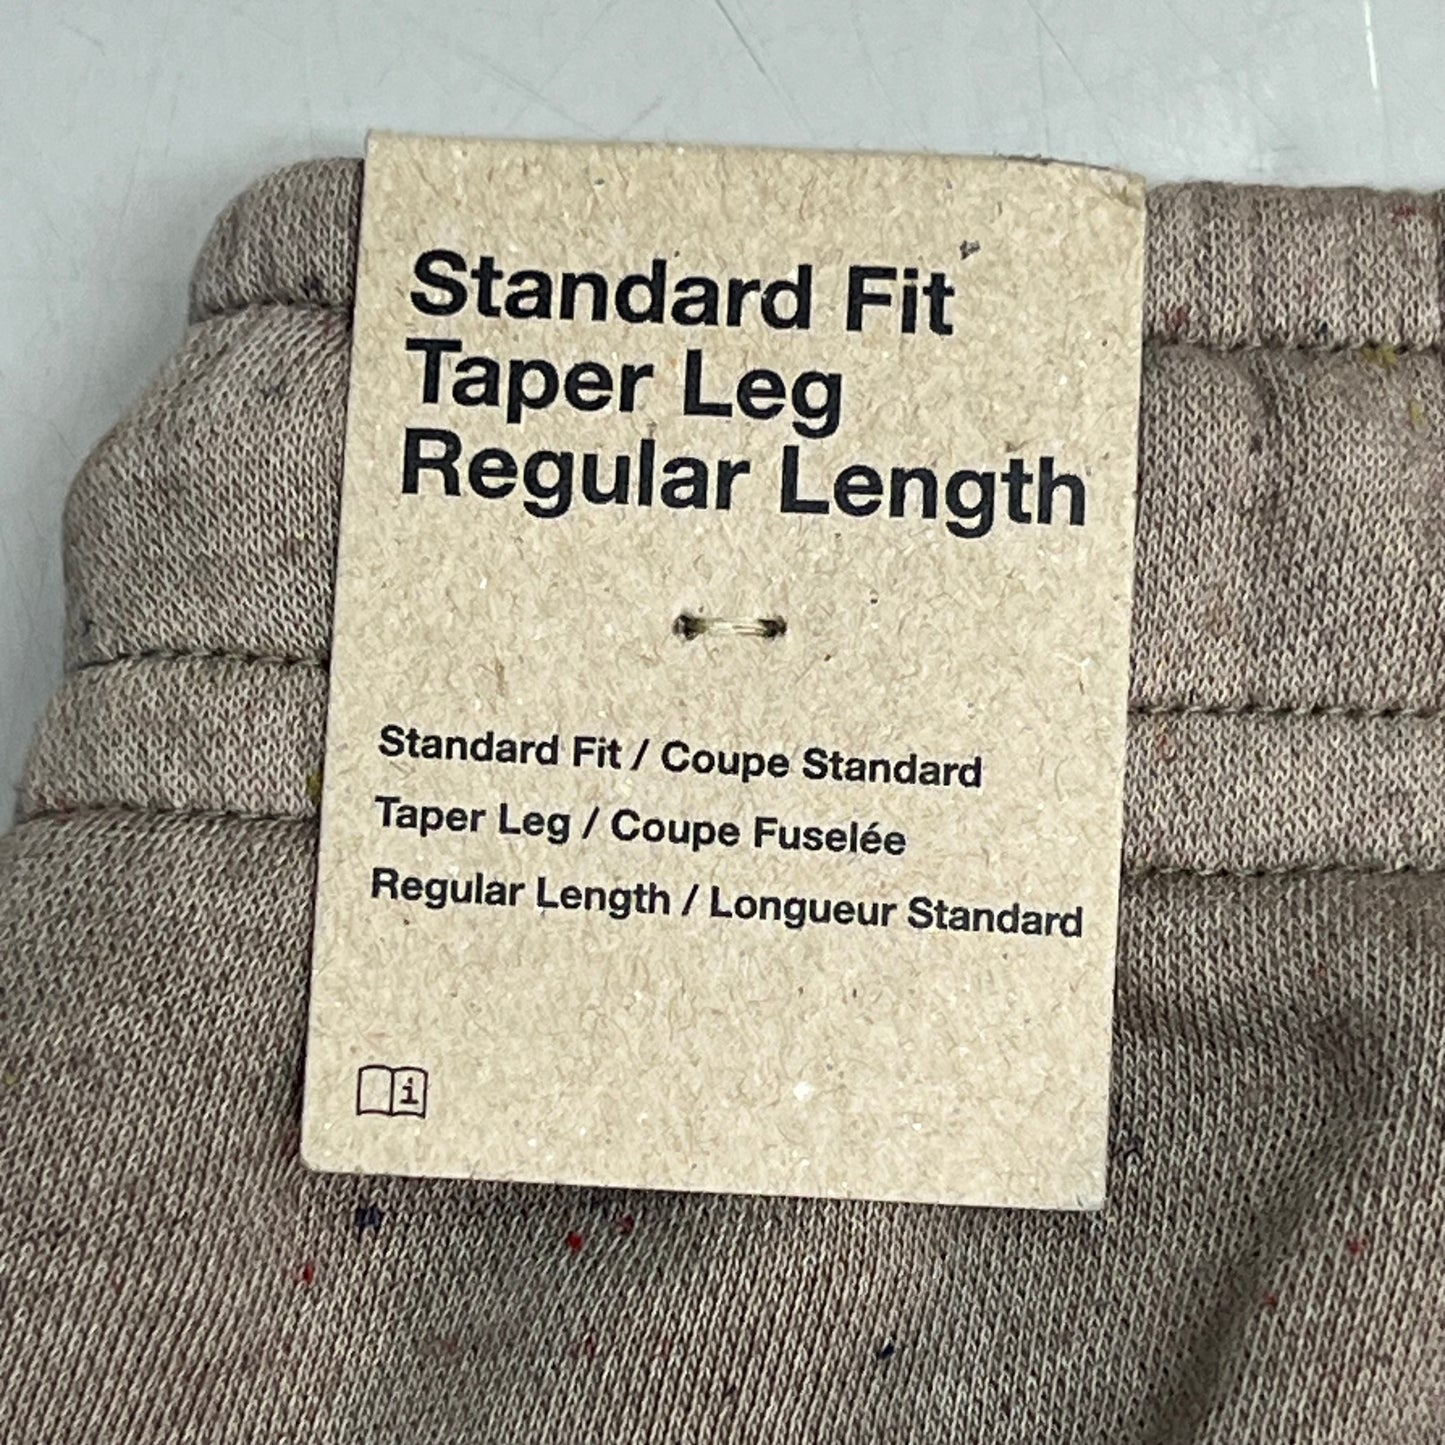 Standard Fit
Taper Leg
Regular Length
Standard Fit / Coupe Standard
Taper Leg / Coupe Fuselée
Regular Length / Longueur Standard
i